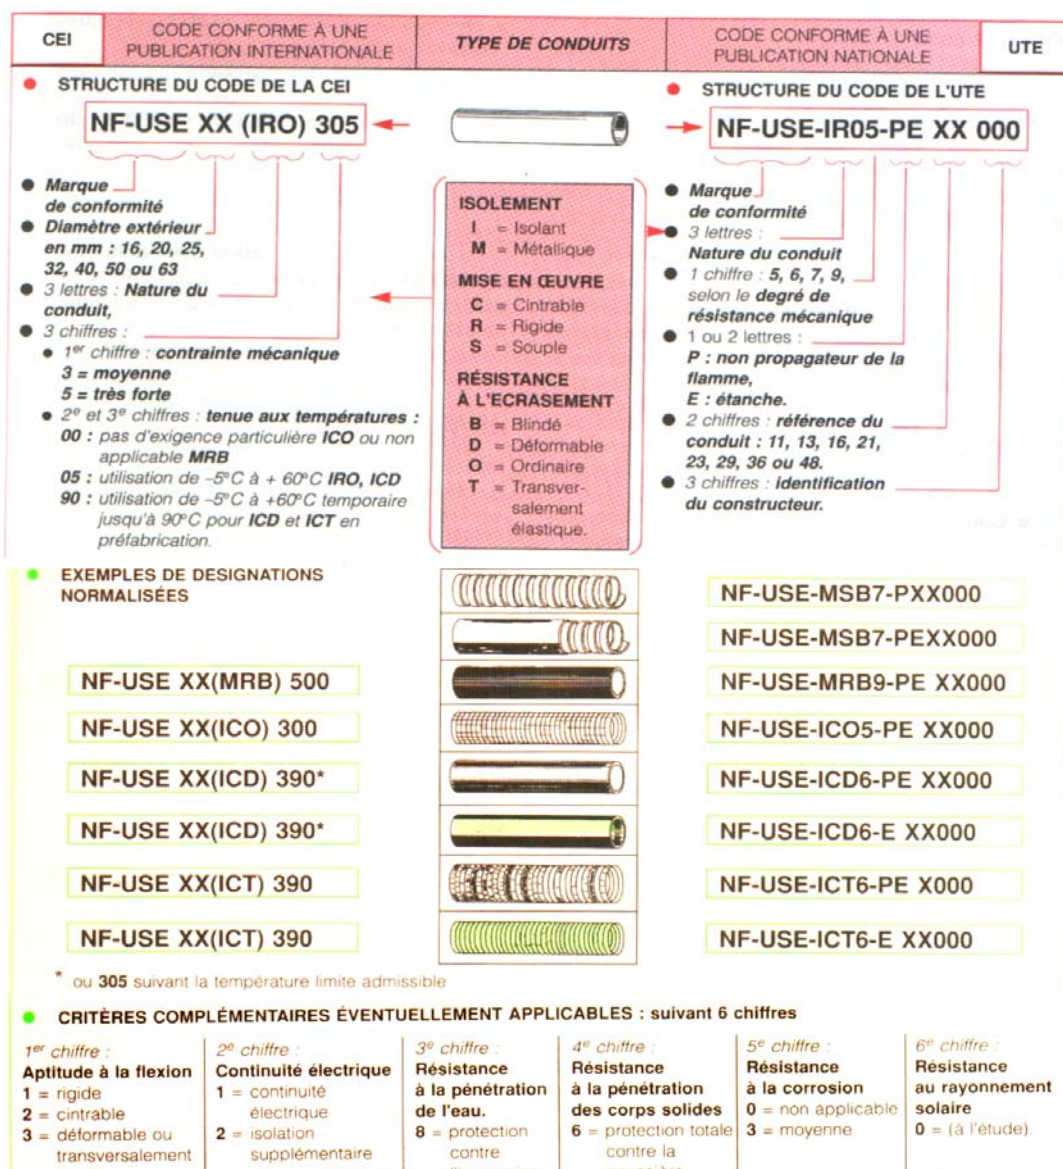 CEI
CODE CONFORME À UNE
PUBLICATION INTERNATIONALE
TYPE DE CONDUITS
CODE CONFORME À UNE
PUBLICATION NATIONALE
UTE
STRUCTURE DU CODE DE LA CEI
NF-USE XX (IRO) 305
Marque
de conformité
Diamètre extérieur
en mm : 16, 20, 25,
32, 40, 50 ou 63
3 lettres : Nature du
conduit,
3 chiffres :
1er chiffre : contrainte mécanique
3 = moyenne
5 = très forte
2e et 3e chiffres : tenue aux températures :
00 : pas d'exigence particulière ICO ou non
applicable MRB
05 : utilisation de –5°C à + 60°C IRO, ICD
90 : utilisation de –5°C à +60°C temporaire
jusqu'à 90°C pour ICD et ICT en
préfabrication.
ISOLEMENT
I = Isolant
M = Métallique
MISE EN ŒUVRE
C = Cintrable
R = Rigide
S = Souple
RÉSISTANCE
À L'ECRASEMENT
B = Blindé
D = Déformable
O = Ordinaire
T = Transver-
salement
élastique.
STRUCTURE DU CODE DE L'UTE
NF-USE-IR05-PE XX 000
Marque
de conformité
3 lettres :
Nature du conduit
1 chiffre : 5, 6, 7, 9,
selon le degré de
résistance mécanique
1 ou 2 lettres :
P : non propagateur de la
flamme,
E : étanche.
2 chiffres : référence du
conduit : 11, 13, 16, 21,
23, 29, 36 ou 48.
3 chiffres : identification
du constructeur.
EXEMPLES DE DESIGNATIONS
NORMALISÉES
NF-USE-MSB7-PXX000
NF-USE-MSB7-PEXX000
NF-USE XX(MRB) 500
NF-USE-MRB9-PE XX000
NF-USE XX(ICO) 300
NF-USE-ICO5-PE XX000
NF-USE XX(ICD) 390*
NF-USE-ICD6-PE XX000
NF-USE XX(ICD) 390*
NF-USE-ICD6-E XX000
NF-USE XX(ICT) 390
NF-USE-ICT6-PE X000
NF-USE XX(ICT) 390
NF-USE-ICT6-E XX000
* ou 305 suivant la température limite admissible
CRITÈRES COMPLÉMENTAIRES ÉVENTUELLEMENT APPLICABLES : suivant 6 chiffres
1er chiffre :
Aptitude à la flexion
1 = rigide
2 = cintrable
3 = déformable ou
transversalement
2e chiffre :
Continuité électrique
1 = continuité
électrique
2 = isolation
supplémentaire
3e chiffre :
Résistance
à la pénétration
de l'eau.
8 = protection
contre
4e chiffre :
Résistance
à la pénétration
des corps solides
6 = protection totale
contre la
5e chiffre :
Résistance
à la corrosion
0 = non applicable
3 = moyenne
6e chiffre :
Résistance
au rayonnement
solaire
0 = (à l'étude).